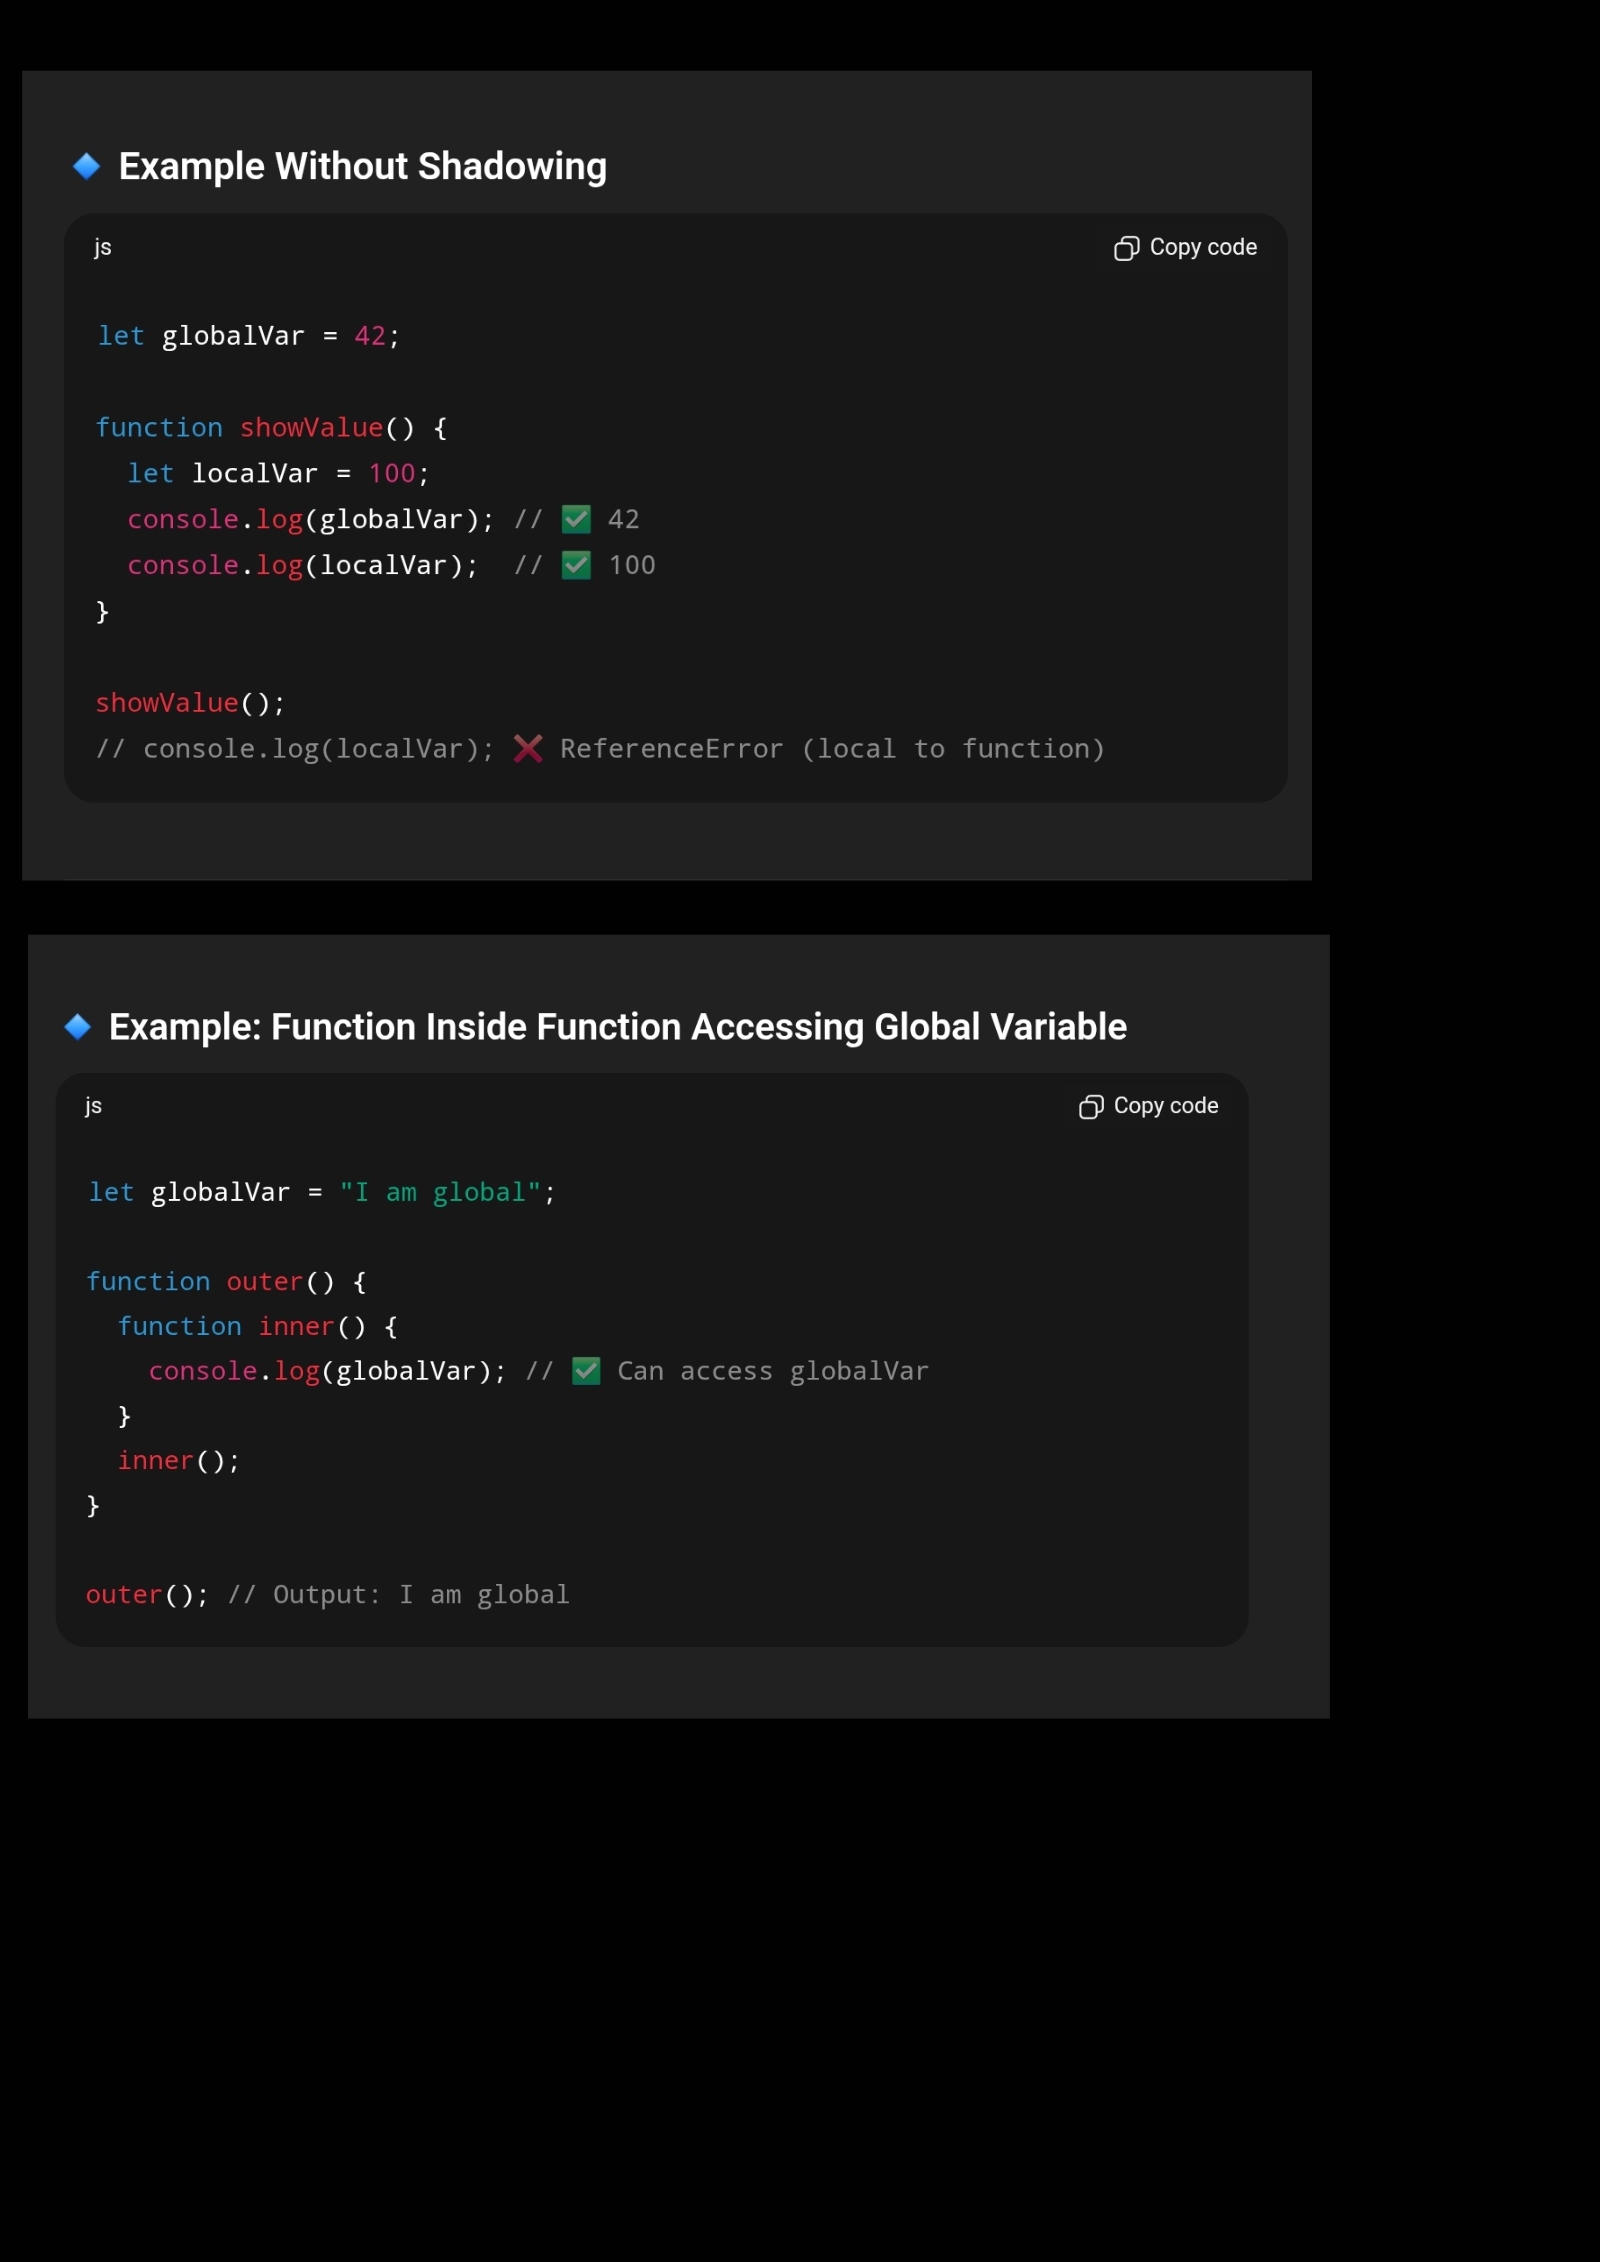 🔷 Example Without Shadowing
js
Copy code
let globalVar = 42;
function showValue() {
  let localVar = 100;
  console.log(globalVar); // ✅ 42
  console.log(localVar);  // ✅ 100
}
showValue();
// console.log(localVar); ❌ ReferenceError (local to function)
🔷 Example: Function Inside Function Accessing Global Variable
js
Copy code
let globalVar = "I am global";
function outer() {
  function inner() {
    console.log(globalVar); // ✅ Can access globalVar
  }
  inner();
}
outer(); // Output: I am global